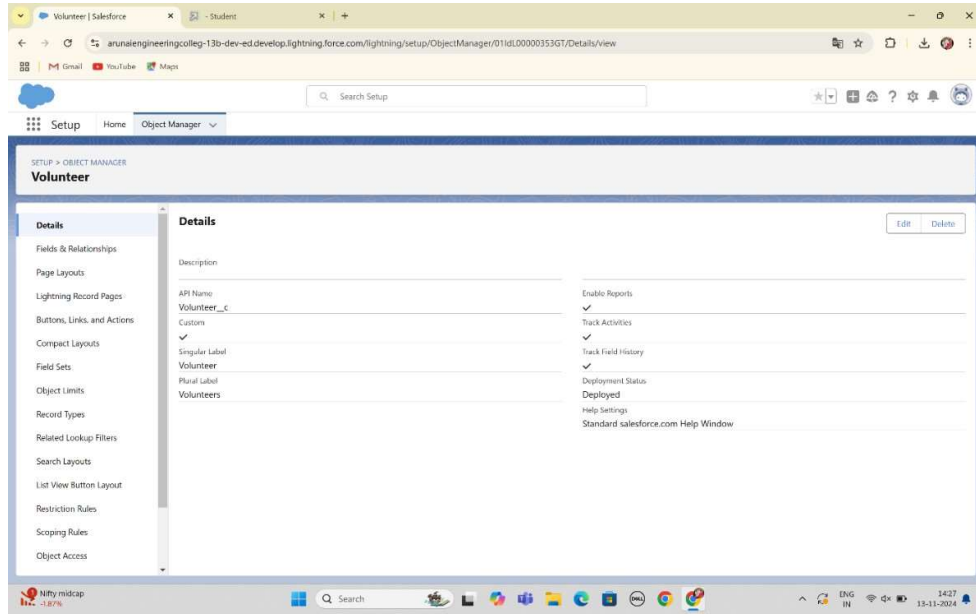 Volunteer | Salesforce
- Student
arunaiengineeringcolleg-13b-dev-ed.develop.lightning.force.com/lightning/setup/ObjectManager/01IdL00000353GT/Details/view
Gmail YouTube Maps
Search Setup
Setup Home Object Manager
SETUP > OBJECT MANAGER
Volunteer
Details
Fields & Relationships
Page Layouts
Lightning Record Pages
Buttons, Links, and Actions
Compact Layouts
Field Sets
Object Limits
Record Types
Related Lookup Filters
Search Layouts
List View Button Layout
Restriction Rules
Scoping Rules
Object Access
Details
Edit Delete
Description
API Name
Volunteer__c
Custom
Singular Label
Volunteer
Plural Label
Volunteers
Enable Reports
Track Activities
Track Field History
Deployment Status
Deployed
Help Settings
Standard salesforce.com Help Window
Nifty midcap
-1.87%
Search
ENG
IN
14:27
13-11-2024